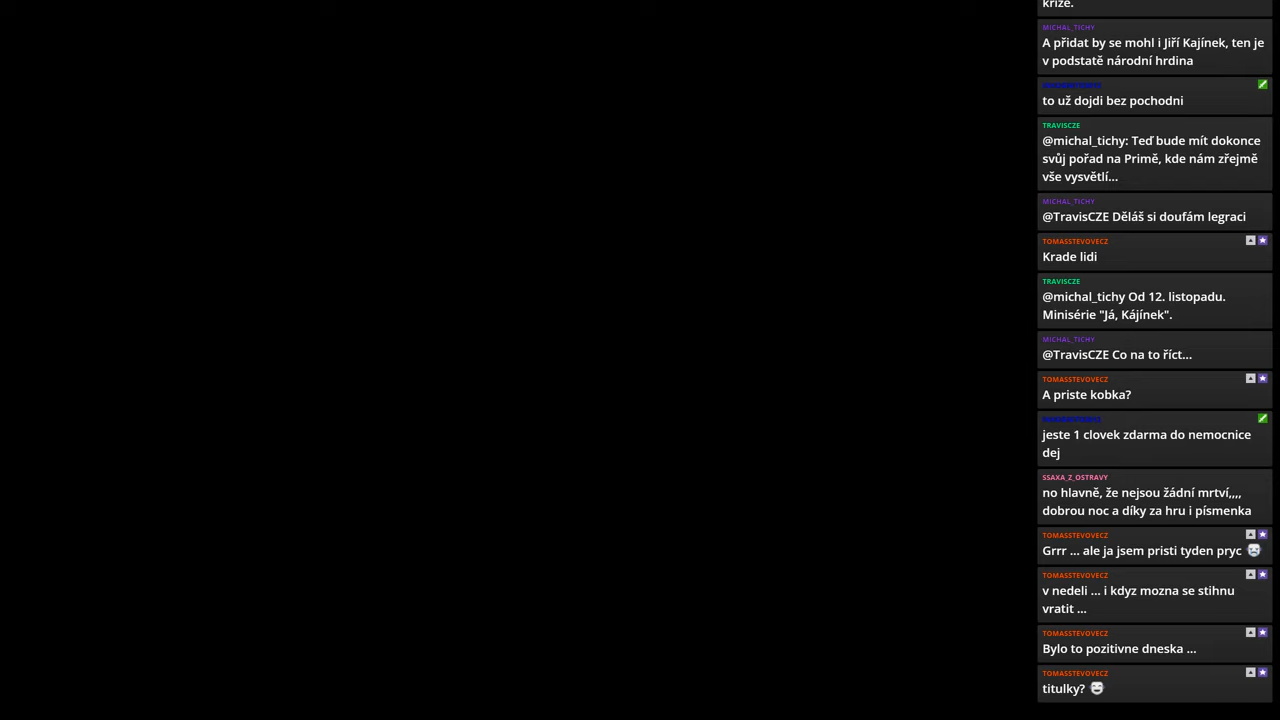 kříže.
MICHAL_TICHY
A přidat by se mohl i Jiří Kajínek, ten je
v podstatě národní hrdina
to už dojdi bez pochodni
TRAVISCZE
@michal_tichy: Teď bude mít dokonce
svůj pořad na Primě, kde nám zřejmě
vše vysvětlí...
MICHAL_TICHY
@TravisCZE Děláš si doufám legraci
TOMASSTEVOVECZ
Krade lidi
TRAVISCZE
@michal_tichy Od 12. listopadu.
Minisérie "Já, Kájínek".
MICHAL_TICHY
@TravisCZE Co na to říct...
TOMASSTEVOVECZ
A priste kobka?
jeste 1 clovek zdarma do nemocnice
dej
SSAXA_Z_OSTRAVY
no hlavně, že nejsou žádní mrtví,,,,
dobrou noc a díky za hru i písmenka
TOMASSTEVOVECZ
Grrr ... ale ja jsem pristi tyden pryc
TOMASSTEVOVECZ
v nedeli ... i kdyz mozna se stihnu
vratit ...
TOMASSTEVOVECZ
Bylo to pozitivne dneska ...
TOMASSTEVOVECZ
titulky?